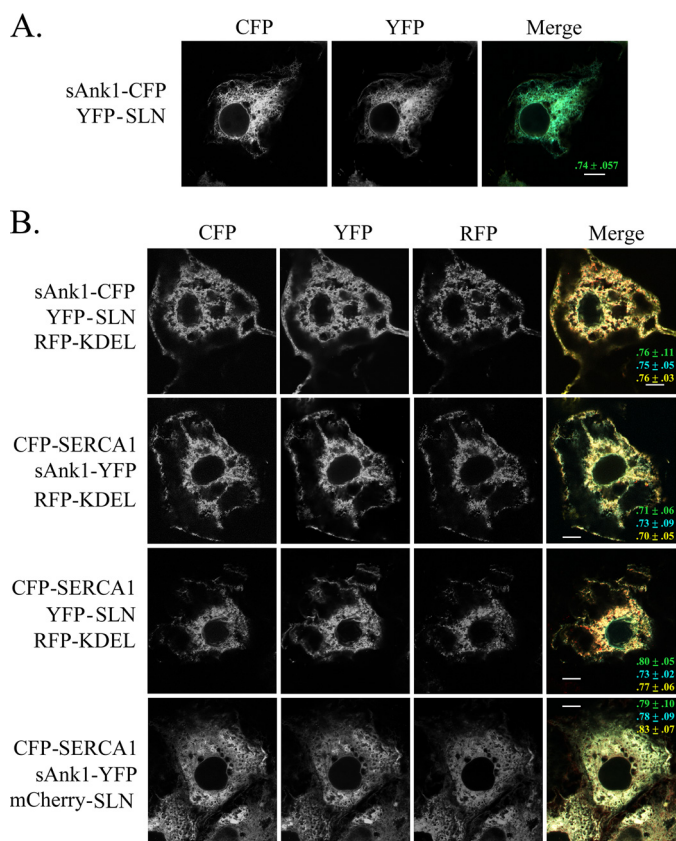 A.
CFP YFP Merge
sAnk1-CFP
YFP-SLN
.74 ± .057
B.
CFP YFP RFP Merge
sAnk1-CFP
YFP-SLN
RFP-KDEL
.76 ± .11
.75 ± .05
.76 ± .03
CFP-SERCA1
sAnk1-YFP
RFP-KDEL
.71 ± .06
.73 ± .09
.70 ± .05
CFP-SERCA1
YFP-SLN
RFP-KDEL
.80 ± .05
.73 ± .02
.77 ± .06
CFP-SERCA1
sAnk1-YFP
mCherry-SLN
.79 ± .10
.78 ± .09
.83 ± .07